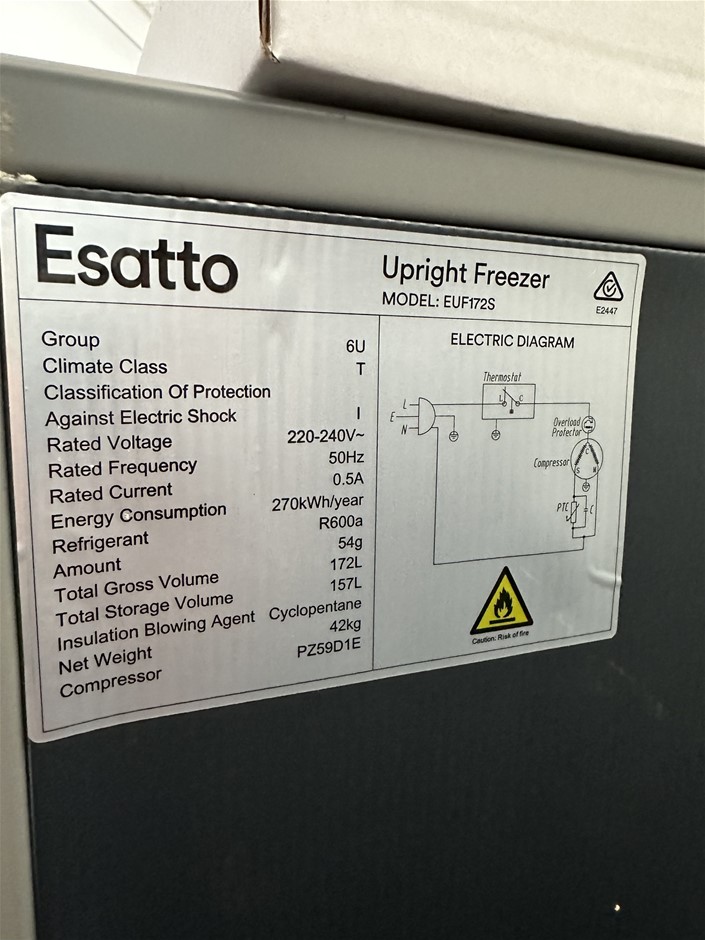 Esatto
Upright Freezer
MODEL: EUF172S
E2447
Group 6U
Climate Class T
Classification Of Protection
Against Electric Shock I
Rated Voltage 220-240V~
Rated Frequency 50Hz
Rated Current 0.5A
Energy Consumption 270kWh/year
Refrigerant R600a
Amount 54g
Total Gross Volume 172L
Total Storage Volume 157L
Insulation Blowing Agent Cyclopentane
Net Weight 42kg
Compressor PZ59D1E
ELECTRIC DIAGRAM
Thermostat
L C
L
E
N
Overload
Protector
Compressor
C
S M
PTC
C
Caution: Risk of fire